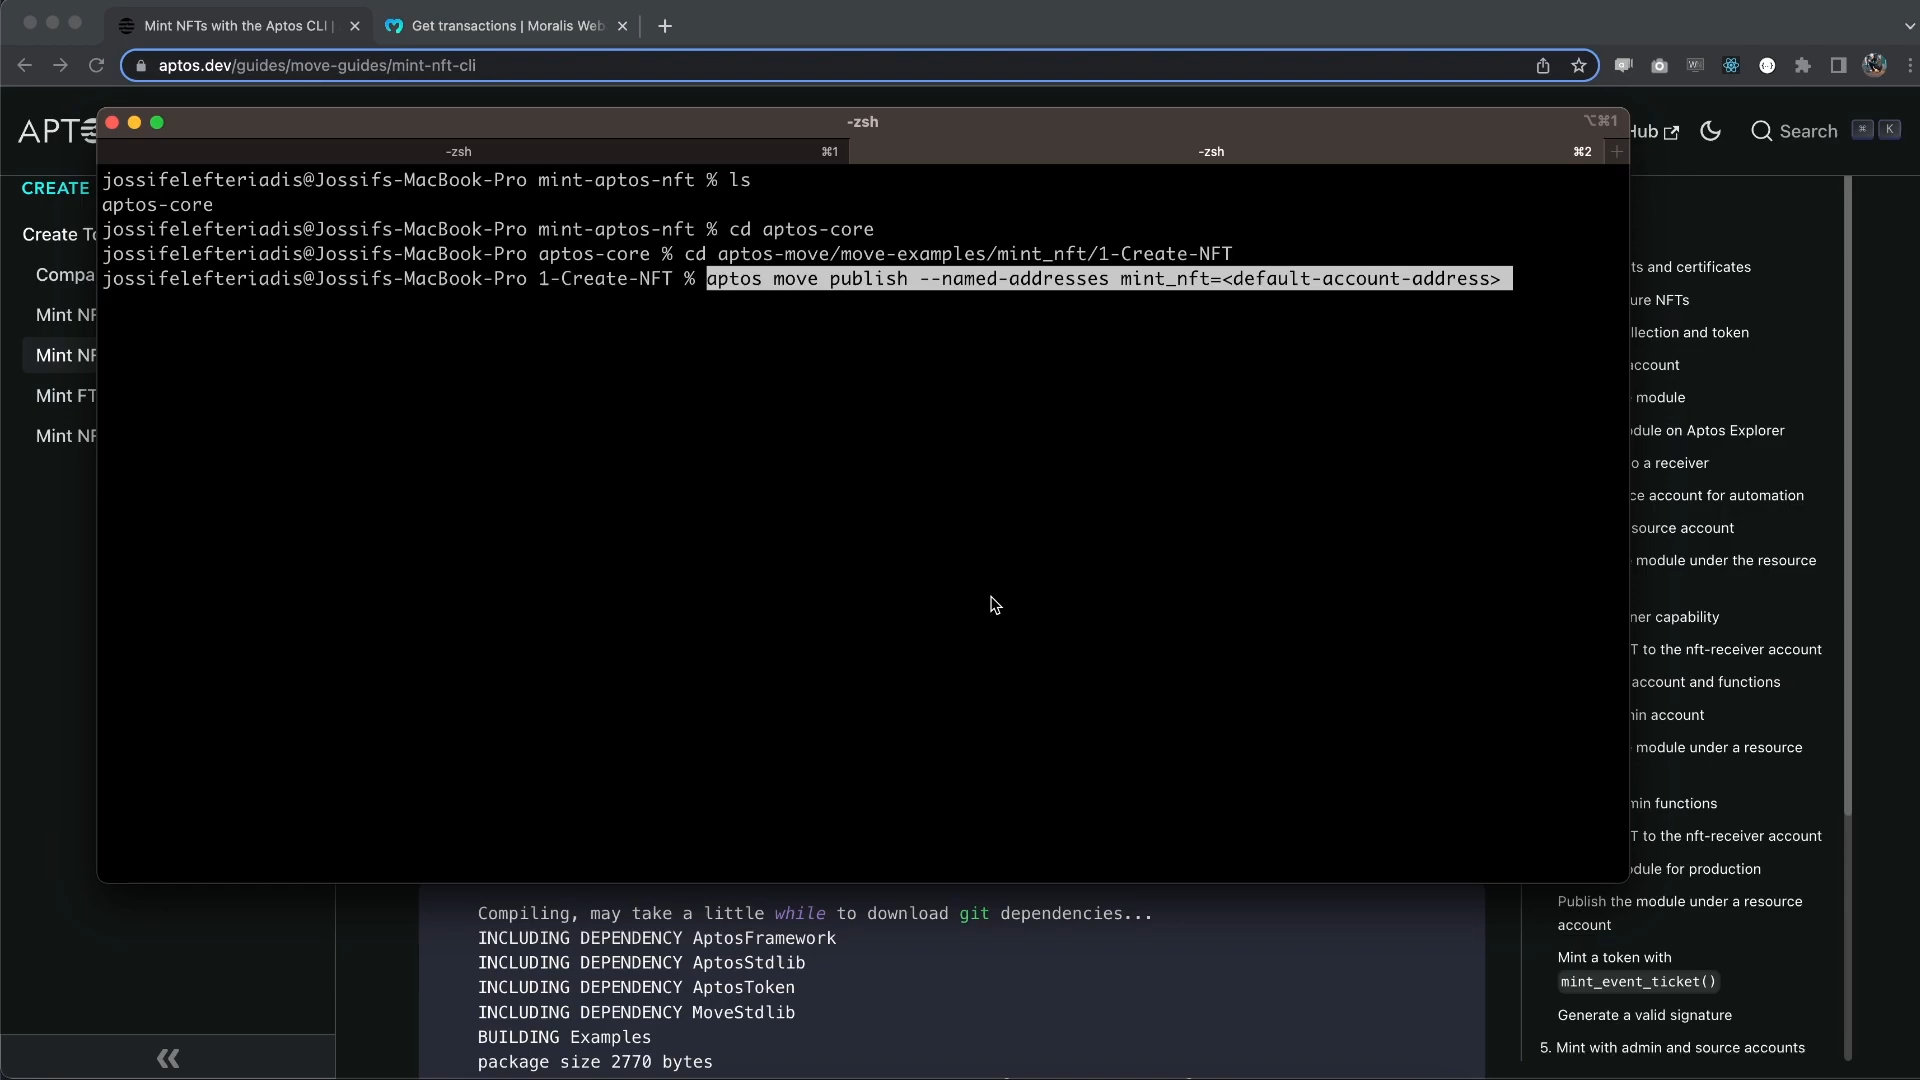 Mint NFTs with the Aptos CLI |
Get transactions | Moralis Web
aptos.dev/guides/move-guides/mint-nft-cli
APT
-zsh
⌥⌘1
Hub
Search
⌘ K
-zsh ⌘1
-zsh ⌘2
jossifelefteriadis@Jossifs-MacBook-Pro mint-aptos-nft % ls
aptos-core
jossifelefteriadis@Jossifs-MacBook-Pro mint-aptos-nft % cd aptos-core
jossifelefteriadis@Jossifs-MacBook-Pro aptos-core % cd aptos-move/move-examples/mint_nft/1-Create-NFT
jossifelefteriadis@Jossifs-MacBook-Pro 1-Create-NFT % aptos move publish --named-addresses mint_nft=<default-account-address>
CREATE
Create To
Compa
Mint NF
Mint NF
Mint FT
Mint NF
ts and certificates
ure NFTs
llection and token
account
module
odule on Aptos Explorer
o a receiver
ce account for automation
source account
module under the resource
ner capability
T to the nft-receiver account
account and functions
min account
module under a resource
min functions
T to the nft-receiver account
odule for production
Publish the module under a resource
account
Mint a token with
mint_event_ticket()
Generate a valid signature
5. Mint with admin and source accounts
Compiling, may take a little while to download git dependencies...
INCLUDING DEPENDENCY AptosFramework
INCLUDING DEPENDENCY AptosStdlib
INCLUDING DEPENDENCY AptosToken
INCLUDING DEPENDENCY MoveStdlib
BUILDING Examples
package size 2770 bytes